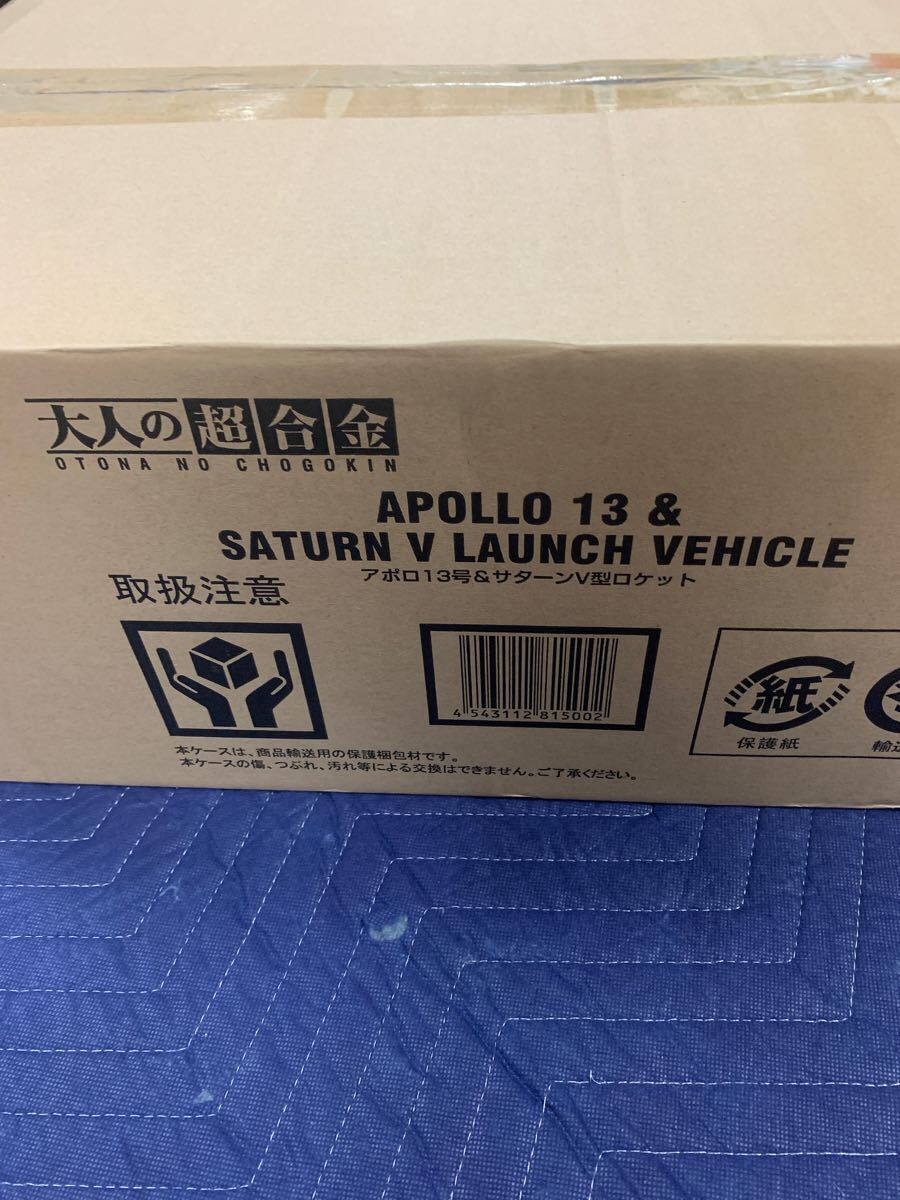 大人の超合金
OTONA NO CHOGOKIN
APOLLO 13 &
SATURN V LAUNCH VEHICLE
アポロ13号&サターンV型ロケット
取扱注意
4 543112 815002
紙
保護紙
輸送
本ケースは、商品輸送用の保護梱包材です。
本ケースの傷、つぶれ、汚れ等による交換はできません。ご了承ください。